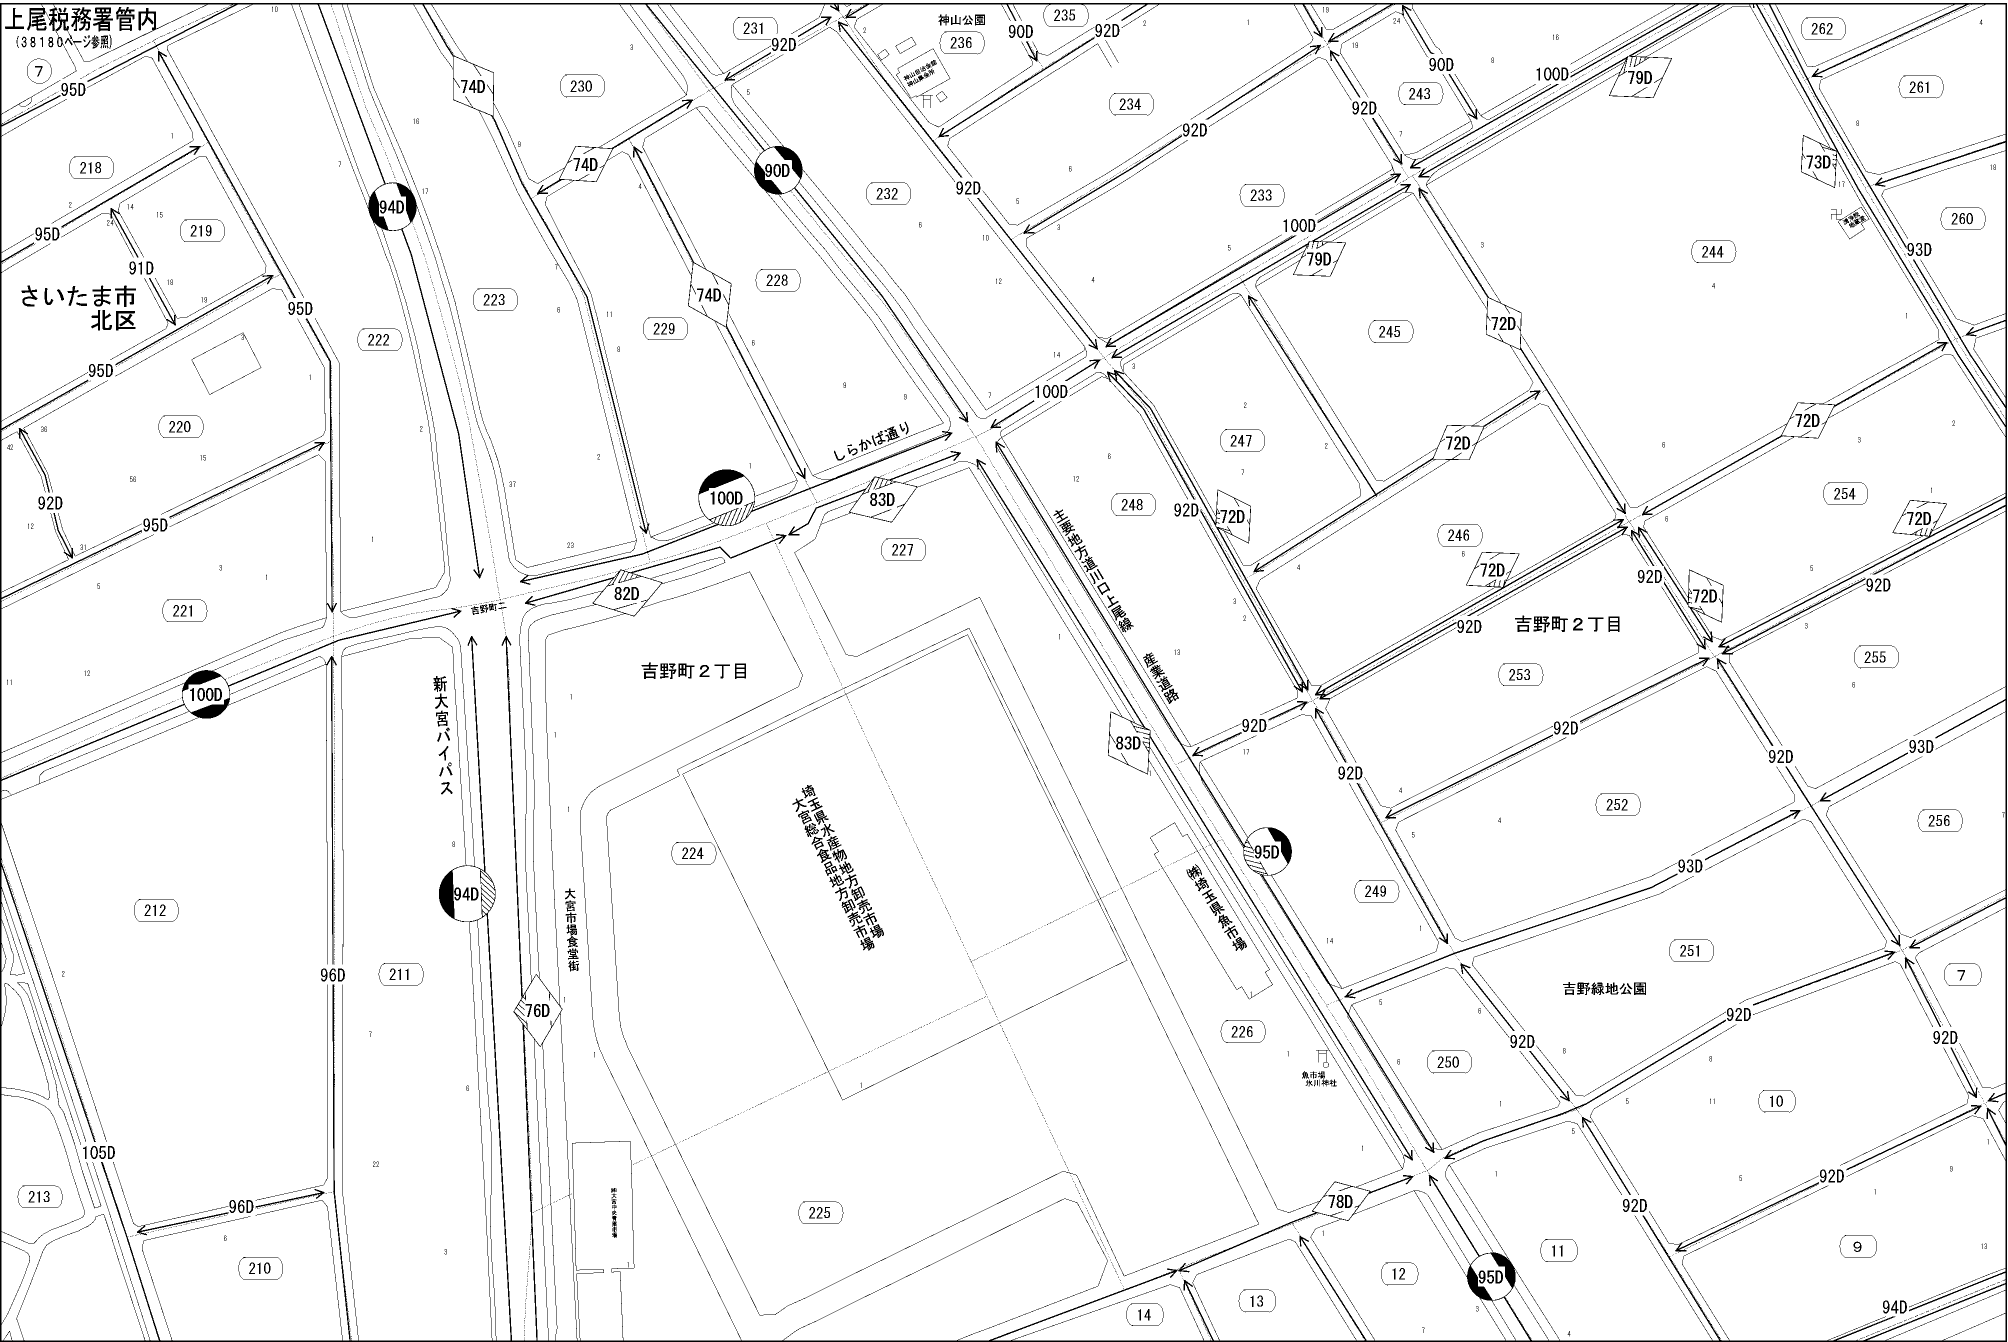 上尾税務署管内
(38180ページ参照)
7
231
92D
神山公園
236
90D
235
92D
262
95D
74D
230
90D
243
100D
79D
261
234
92D
92D
218
74D
90D
232
92D
233
73D
94D
219
95D
91D
100D
79D
244
260
93D
さいたま市
北区
223
74D
228
95D
229
222
72D
245
95D
100D
220
しらかば通り
247
72D
72D
92D
100D
83D
248
92D
72D
254
72D
95D
主要地方道川口上尾線
227
246
72D
92D
72D
92D
82D
221
吉野町二
92D
吉野町2丁目
吉野町2丁目
産業道路
253
255
100D
新大宮バイパス
92D
92D
83D
93D
92D
92D
埼玉県水産物地方卸売市場
大宮総合食品地方卸売市場
252
256
224
95D
93D
94D
㈱埼玉県魚市場
249
212
大宮市場食堂街
251
96D
211
7
吉野緑地公園
76D
92D
226
92D
92D
250
魚市場
氷川神社
10
105D
92D
213
96D
78D
92D
225
11
9
210
12
95D
13
14
94D